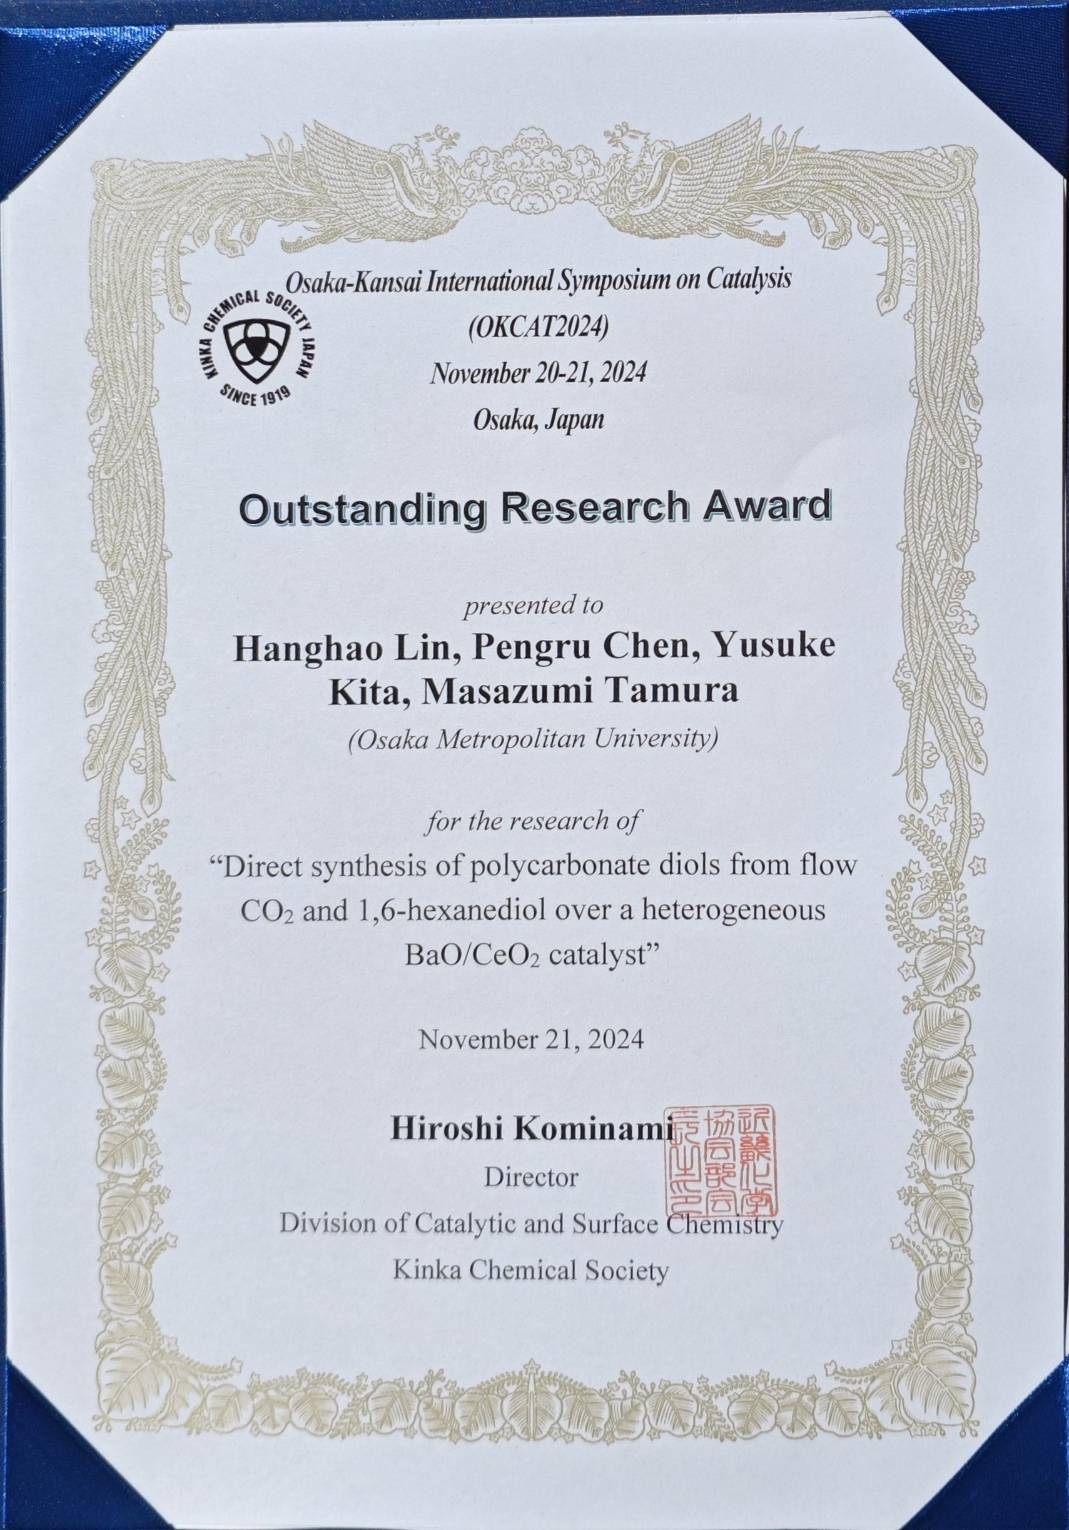 Osaka-Kansai International Symposium on Catalysis
(OKCAT2024)
November 20-21, 2024
Osaka, Japan
KINKA CHEMICAL SOCIETY JAPAN
SINCE 1919
Outstanding Research Award
presented to
Hanghao Lin, Pengru Chen, Yusuke
Kita, Masazumi Tamura
(Osaka Metropolitan University)
for the research of
“Direct synthesis of polycarbonate diols from flow
CO₂ and 1,6-hexanediol over a heterogeneous
BaO/CeO₂ catalyst”
November 21, 2024
Hiroshi Kominami
Director
Division of Catalytic and Surface Chemistry
Kinka Chemical Society